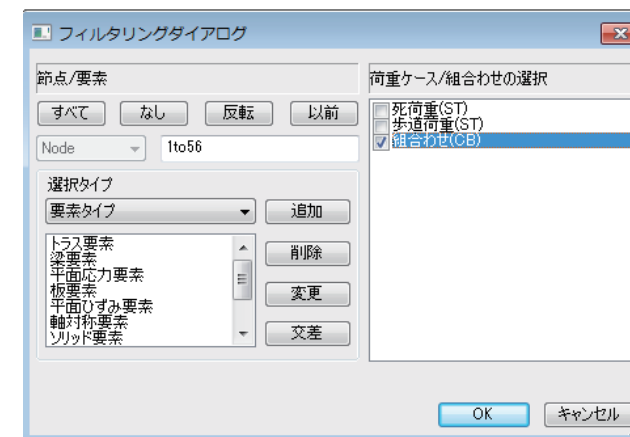 フィルタリングダイアログ
節点/要素
すべて なし 反転 以前
Node 1to56
選択タイプ
要素タイプ 追加
トラス要素
梁要素
平面応力要素
板要素
平面ひずみ要素
軸対称要素
ソリッド要素
削除
変更
交差
荷重ケース/組合わせの選択
死荷重(ST)
歩道荷重(ST)
組合わせ(CB)
OK キャンセル